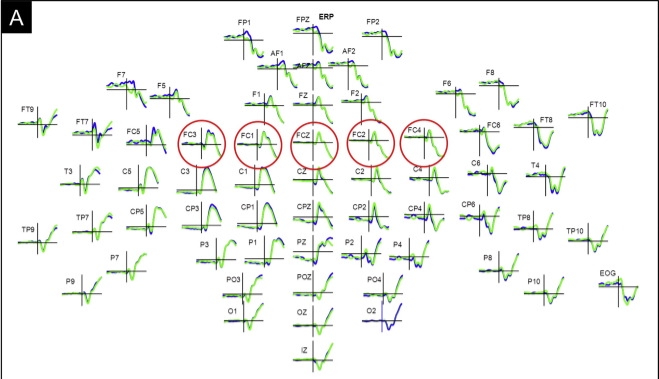 A
ERP
FP1 FPZ FP2
AF1 AFZ AF2
F7 F5 F1 FZ F2 F6 F8
FT9 FT7 FC5 FC3 FC1 FCZ FC2 FC4 FC6 FT8 FT10
T3 C5 C3 C1 CZ C2 C4 C6 T4
TP9 TP7 CP5 CP3 CP1 CPZ CP2 CP4 CP6 TP8 TP10
P9 P7 P3 P1 PZ P2 P4 P8 P10 EOG
PO3 POZ PO4
O1 OZ O2
IZ